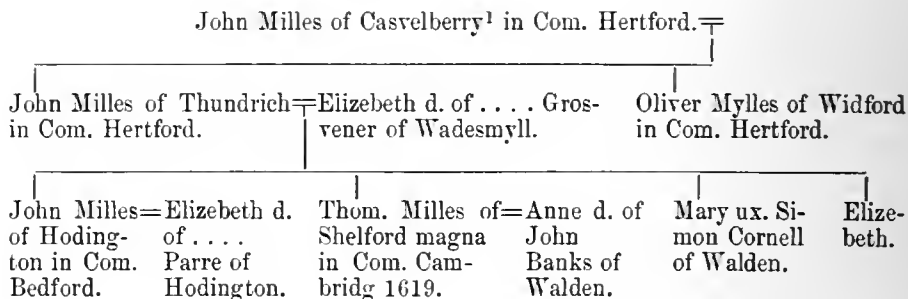 John Milles of Casvelberry¹ in Com. Hertford.=
John Milles of Thundrich=Elizebeth d. of . . . . Gros-
in Com. Hertford. vener of Wadesmyll.
Oliver Mylles of Widford
in Com. Hertford.
John Milles=Elizebeth d.
of Hoding- of . . . .
ton in Com. Parre of
Bedford. Hodington.
Thom. Milles of=Anne d. of
Shelford magna John
in Com. Cam- Banks of
bridg 1619. Walden.
Mary ux. Si-
mon Cornell
of Walden.
Elize-
beth.